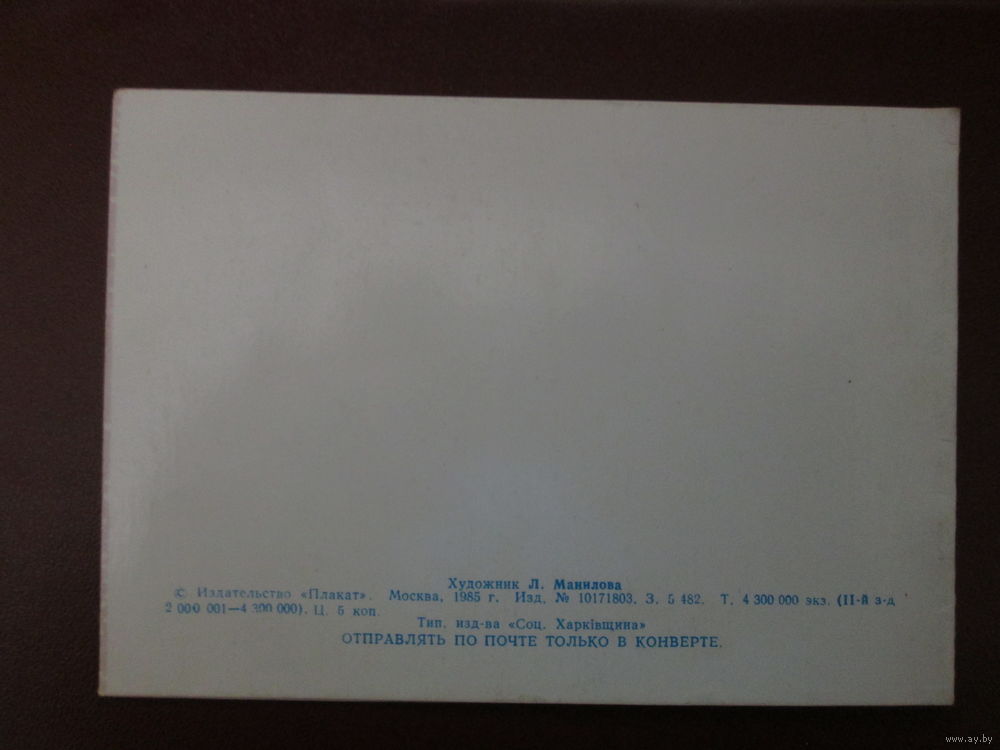 Художник Л. Манилова
© Издательство «Плакат». Москва, 1985 г. Изд. № 10171803. З. 5 482. Т. 4 300 000 экз. (II-й з-д
2 000 001—4 300 000). Ц. 5 коп.
Тип. изд-ва «Соц. Харківщина»
ОТПРАВЛЯТЬ ПО ПОЧТЕ ТОЛЬКО В КОНВЕРТЕ.
www.ay.by